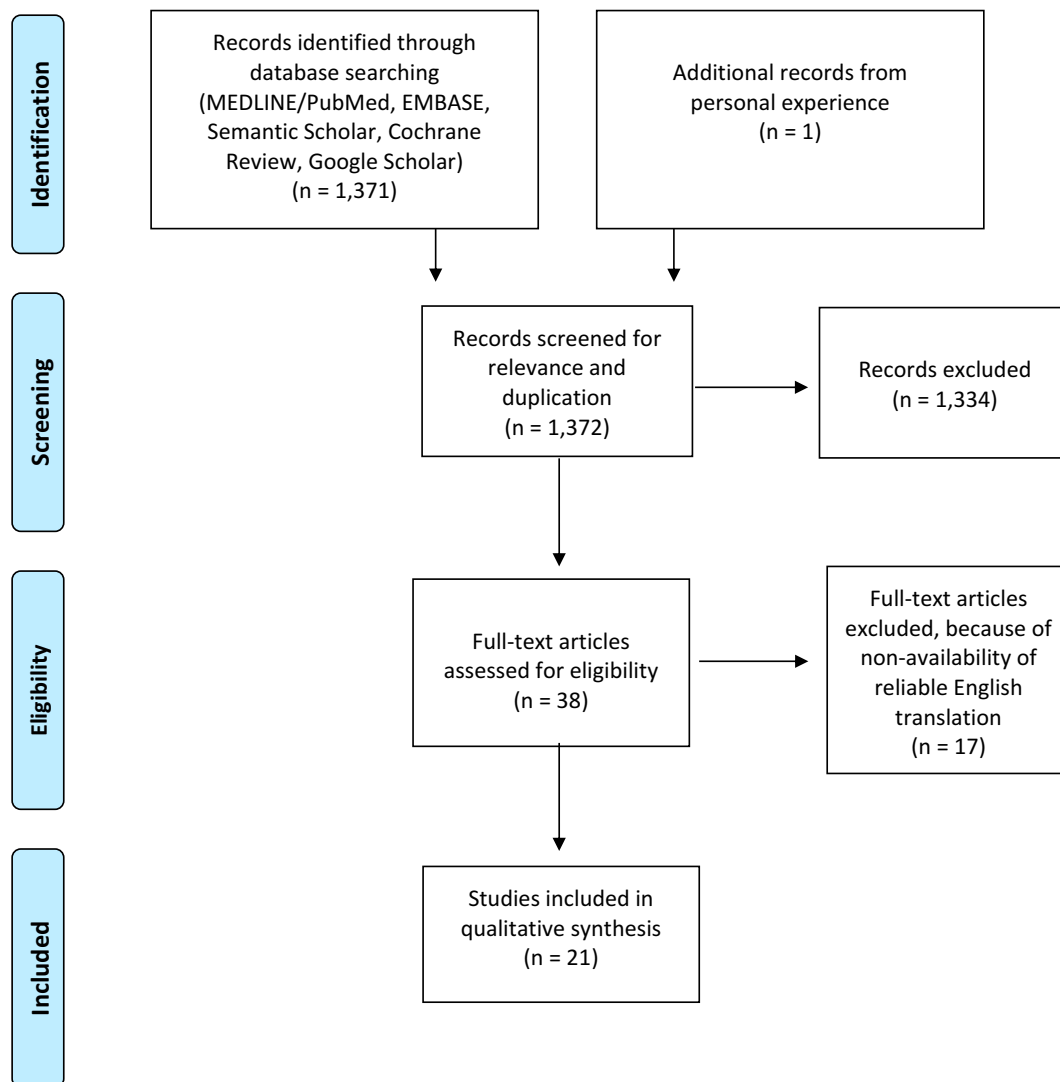 Identification
Records identified through
database searching
(MEDLINE/PubMed, EMBASE,
Semantic Scholar, Cochrane
Review, Google Scholar)
(n = 1,371)
Additional records from
personal experience
(n = 1)
Screening
Records screened for
relevance and
duplication
(n = 1,372)
Records excluded
(n = 1,334)
Eligibility
Full-text articles
assessed for eligibility
(n = 38)
Full-text articles
excluded, because of
non-availability of
reliable English
translation
(n = 17)
Included
Studies included in
qualitative synthesis
(n = 21)